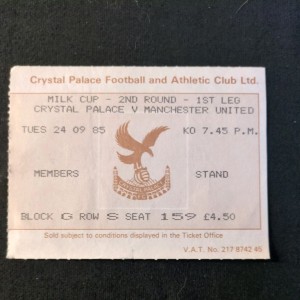 Crystal Palace Football and Athletic Club Ltd.
MILK CUP - 2ND ROUND - 1ST LEG
CRYSTAL PALACE V MANCHESTER UNITED
TUES 24 09 85 KO 7.45 P.M.
MEMBERS STAND
BLOCK G ROW S SEAT 159 £4.50
Sold subject to conditions displayed in the Ticket Office
V.A.T. No. 217 8742 45